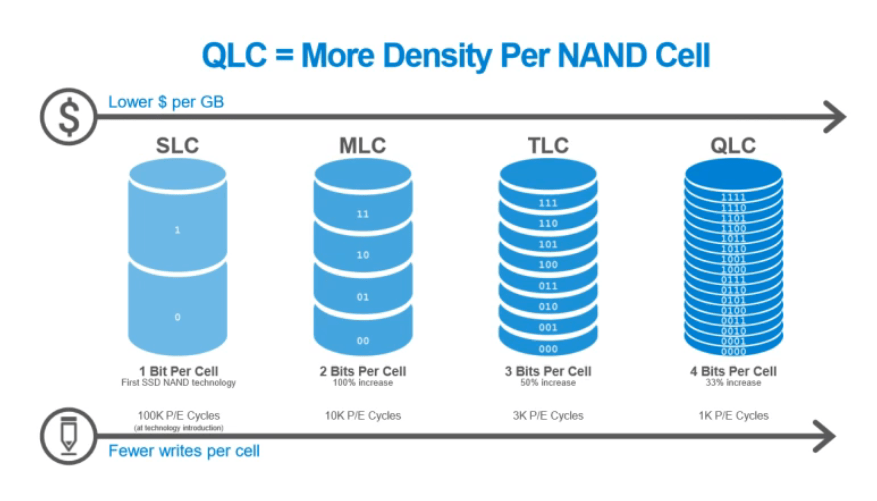 QLC = More Density Per NAND Cell
$
Lower $ per GB
SLC
1
0
1 Bit Per Cell
First SSD NAND technology
100K P/E Cycles
(at technology introduction)
MLC
11
10
01
00
2 Bits Per Cell
100% increase
10K P/E Cycles
TLC
111
110
101
100
011
010
001
000
3 Bits Per Cell
50% increase
3K P/E Cycles
QLC
1111
1110
1101
1100
1011
1010
1001
1000
0111
0110
0101
0100
0011
0010
0001
0000
4 Bits Per Cell
33% increase
1K P/E Cycles
Fewer writes per cell